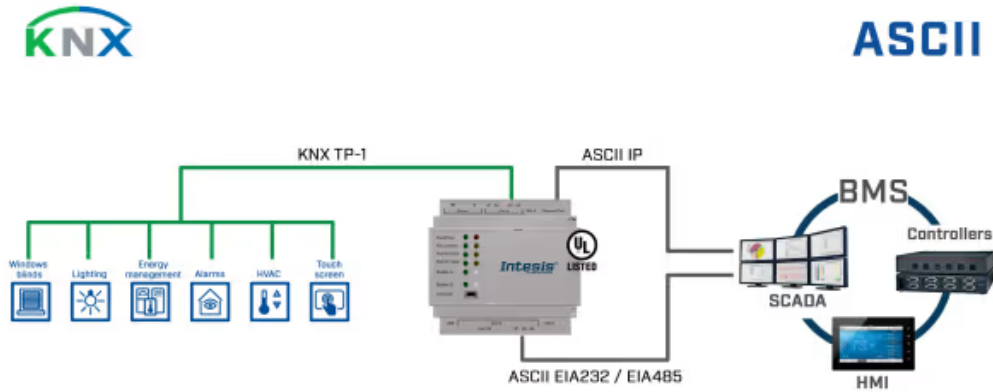 KNX
ASCII
KNX TP-1
ASCII IP
BMS
Controllers
Windows
blinds
Lighting
Energy
management
Alarms
HVAC
Touch
screen
Intesis
UL
LISTED
SCADA
HMI
ASCII EIA232 / EIA485